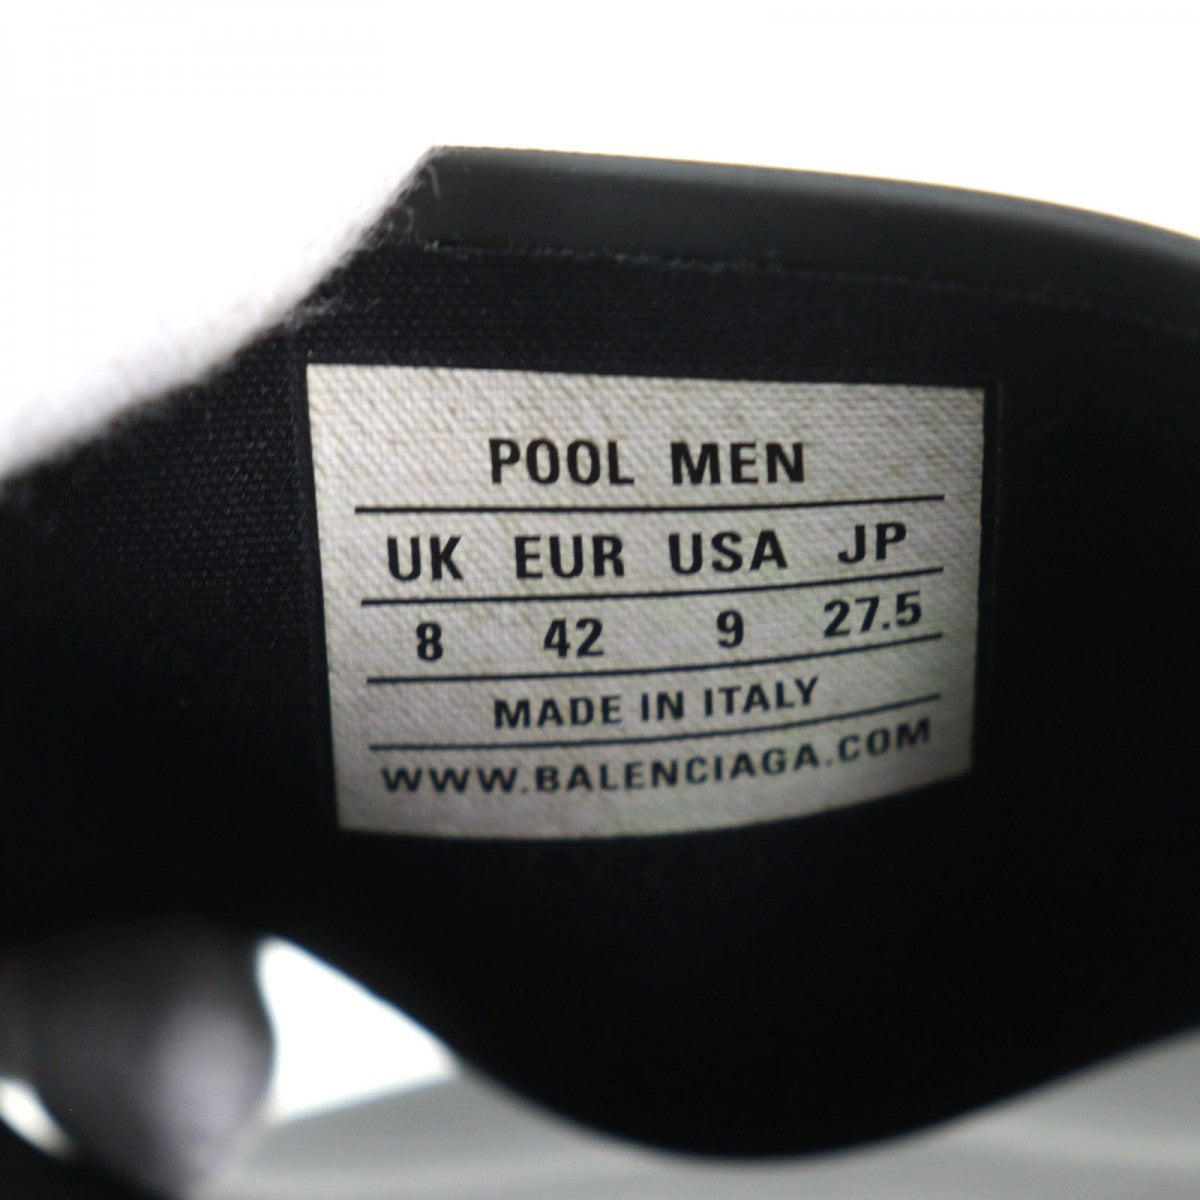 POOL MEN
UK EUR USA JP
8 42 9 27.5
MADE IN ITALY
WWW.BALENCIAGA.COM